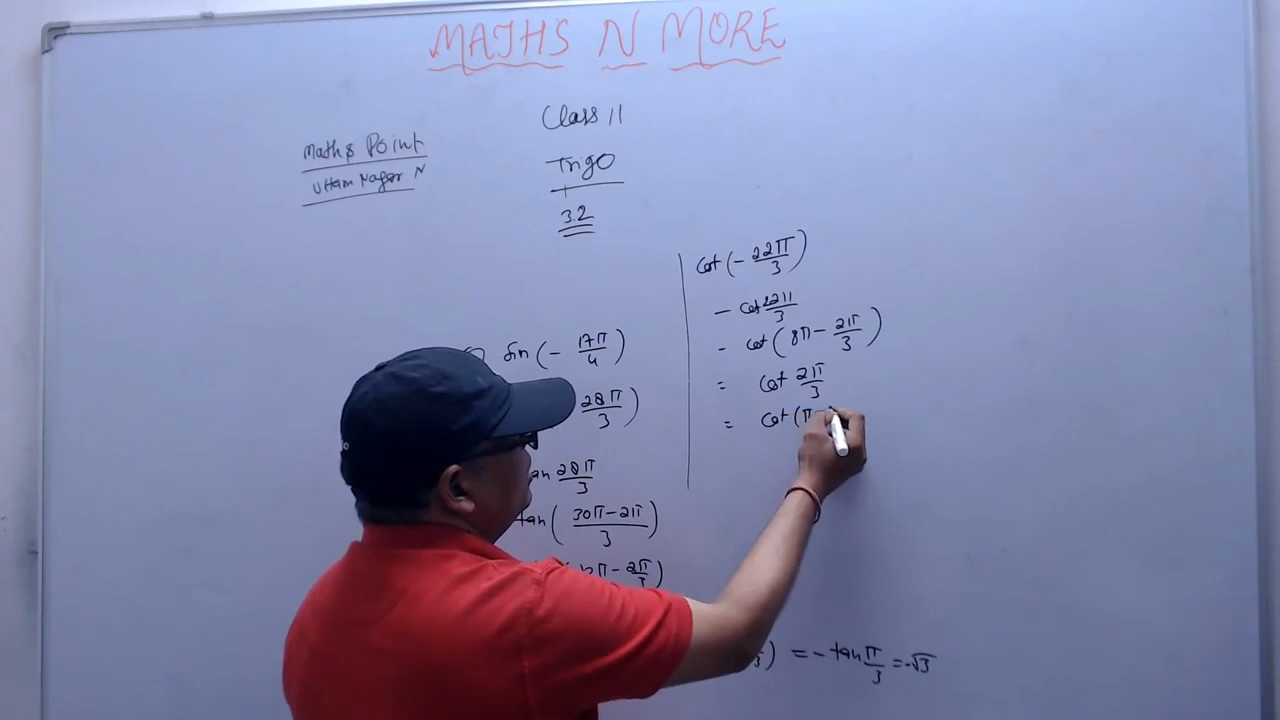 MATHS N MORE
Class 11
Maths Point
Uttam Nagar N
Trigo
3.2
sin (- 17π/4)
28π/3)
an 28π/3
tan ( 30π-2π / 3 )
π - 2π/3 )
cot (- 22π/3)
- cot 22π/3
- cot ( 8π - 2π/3 )
= cot 2π/3
= cot (π
) = - tan π/3 = -√3